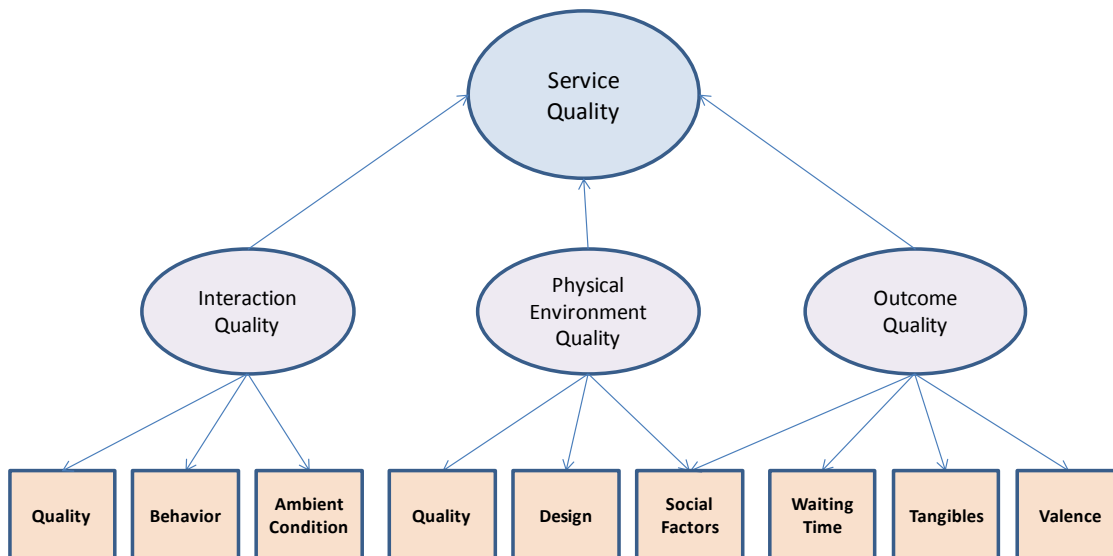 Service
Quality
Interaction
Quality
Physical
Environment
Quality
Outcome
Quality
Quality
Behavior
Ambient
Condition
Quality
Design
Social
Factors
Waiting
Time
Tangibles
Valence